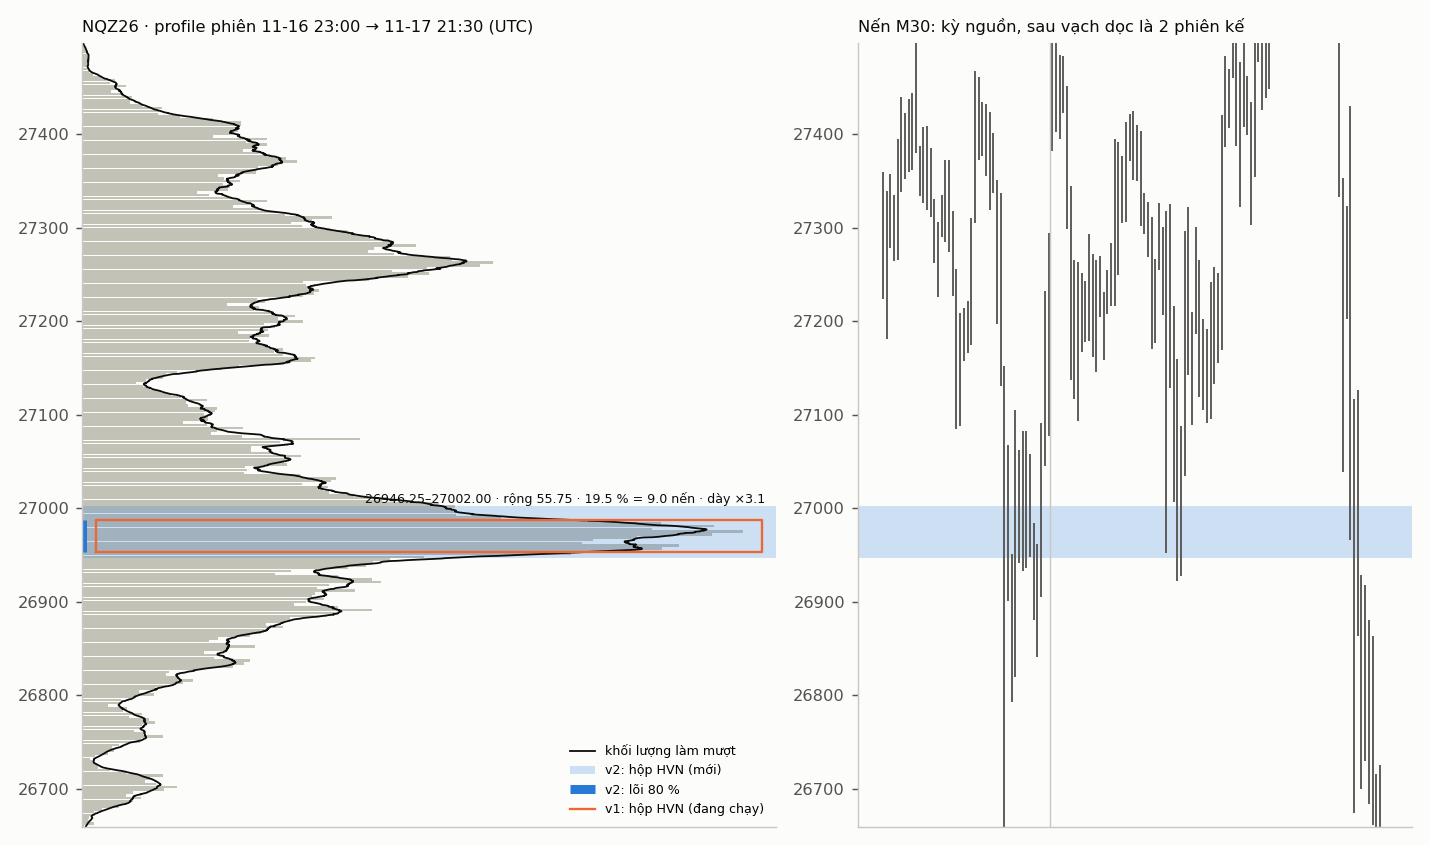 NQZ26 · profile phiên 11-16 23:00 → 11-17 21:30 (UTC)
27400
27300
27200
27100
27000
26900
26800
26700
26946.25–27002.00 · rộng 55.75 · 19.5 % = 9.0 nến · dày ×3.1
khối lượng làm mượt
v2: hộp HVN (mới)
v2: lõi 80 %
v1: hộp HVN (đang chạy)
Nến M30: kỳ nguồn, sau vạch dọc là 2 phiên kế
27400
27300
27200
27100
27000
26900
26800
26700